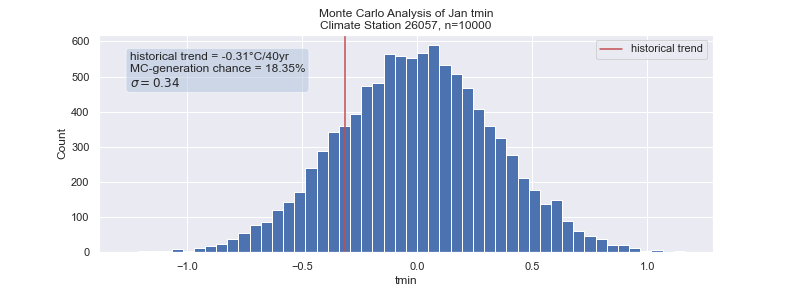 Monte Carlo Analysis of Jan tmin
Climate Station 26057, n=10000
historical trend = -0.31°C/40yr
MC-generation chance = 18.35%
σ = 0.34
historical trend
600
500
400
300
200
100
0
Count
−1.0
−0.5
0.0
0.5
1.0
tmin